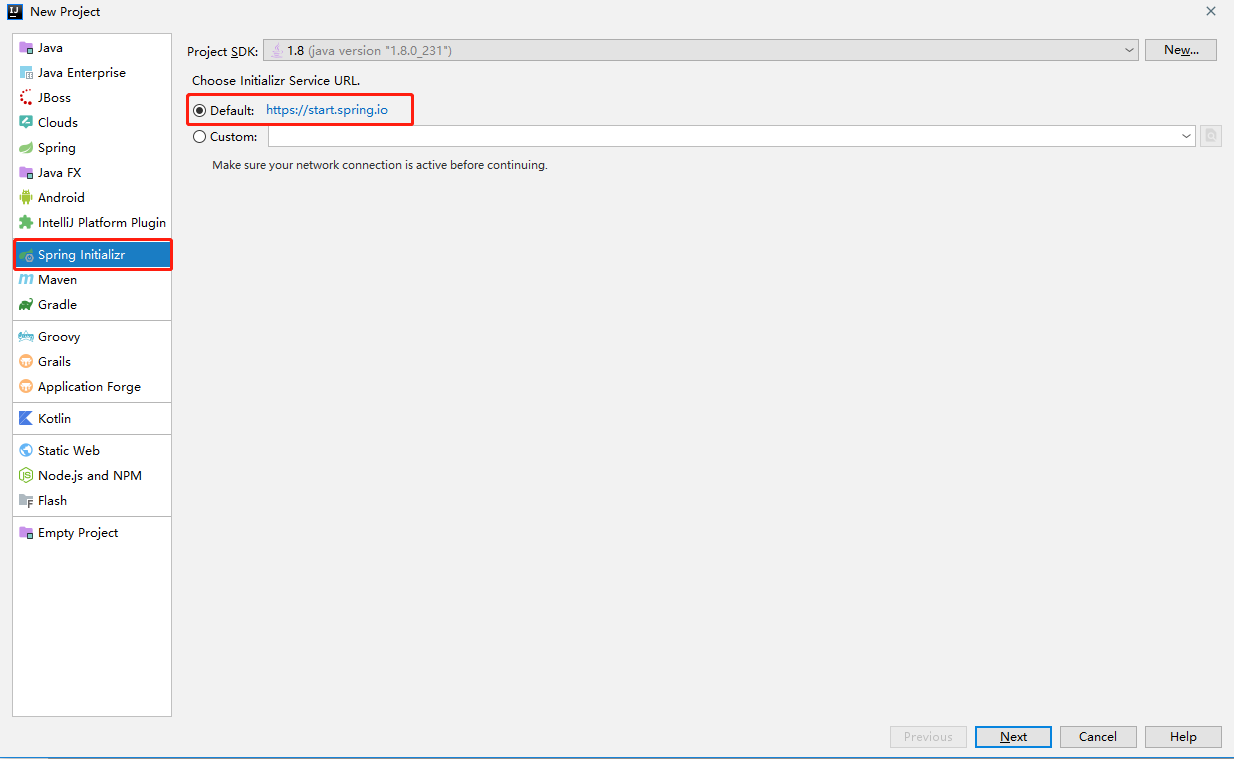 New Project
Java
Java Enterprise
JBoss
Clouds
Spring
Java FX
Android
IntelliJ Platform Plugin
Spring Initializr
Maven
Gradle
Groovy
Grails
Application Forge
Kotlin
Static Web
Node.js and NPM
Flash
Empty Project
Project SDK: 1.8 (java version "1.8.0_231") New...
Choose Initializr Service URL.
Default: https://start.spring.io
Custom:
Make sure your network connection is active before continuing.
Previous Next Cancel Help